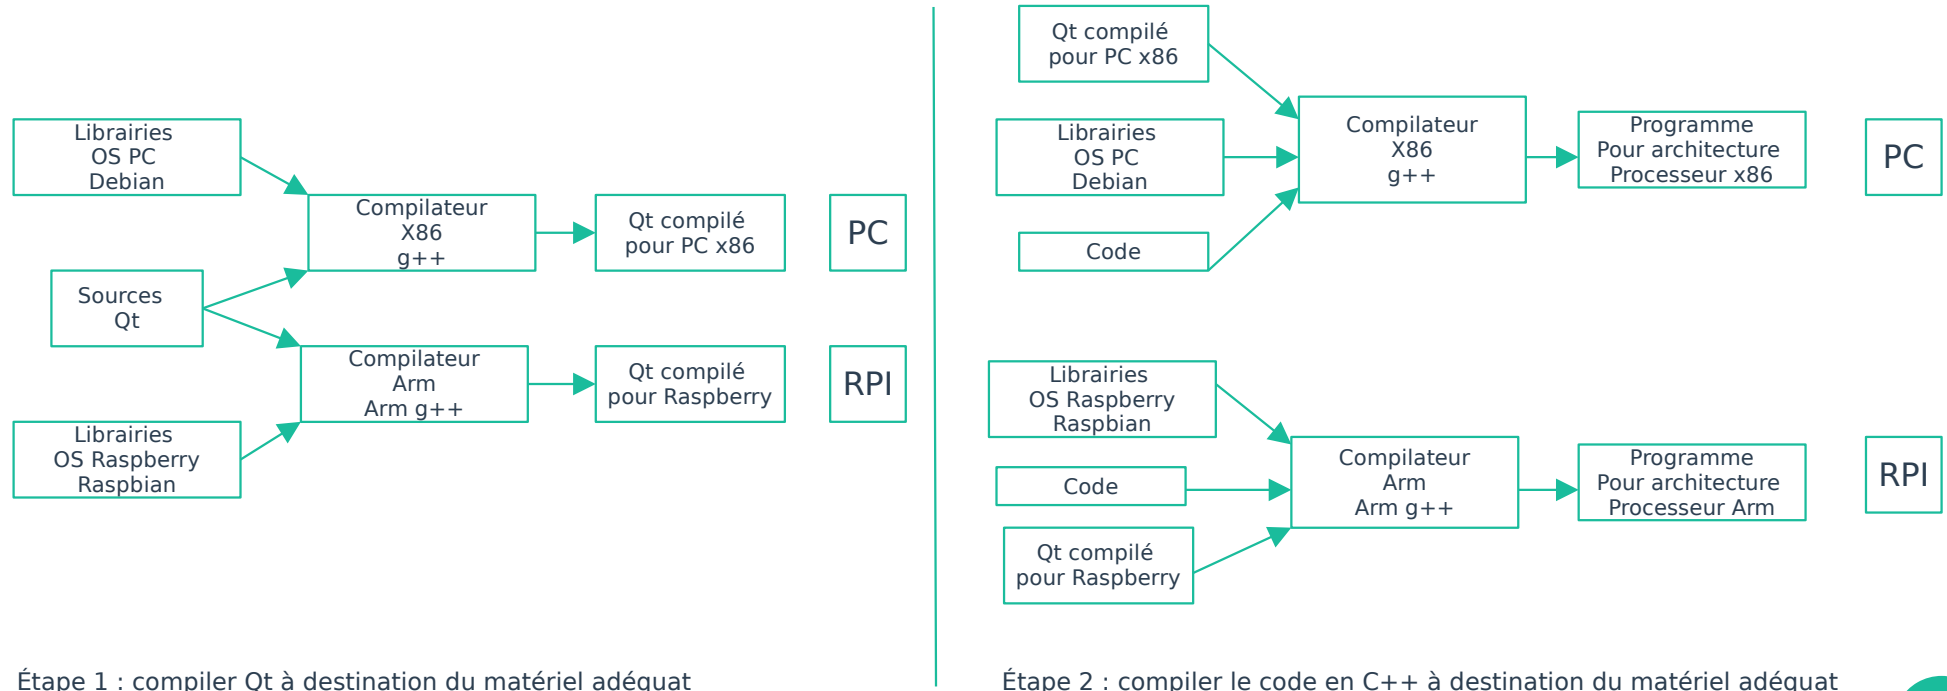 Librairies
OS PC
Debian
Sources
Qt
Librairies
OS Raspberry
Raspbian
Compilateur
X86
g++
Compilateur
Arm
Arm g++
Qt compilé
pour PC x86
Qt compilé
pour Raspberry
PC
RPI
Étape 1 : compiler Qt à destination du matériel adéquat
Qt compilé
pour PC x86
Librairies
OS PC
Debian
Code
Compilateur
X86
g++
Programme
Pour architecture
Processeur x86
PC
Librairies
OS Raspberry
Raspbian
Code
Qt compilé
pour Raspberry
Compilateur
Arm
Arm g++
Programme
Pour architecture
Processeur Arm
RPI
Étape 2 : compiler le code en C++ à destination du matériel adéquat